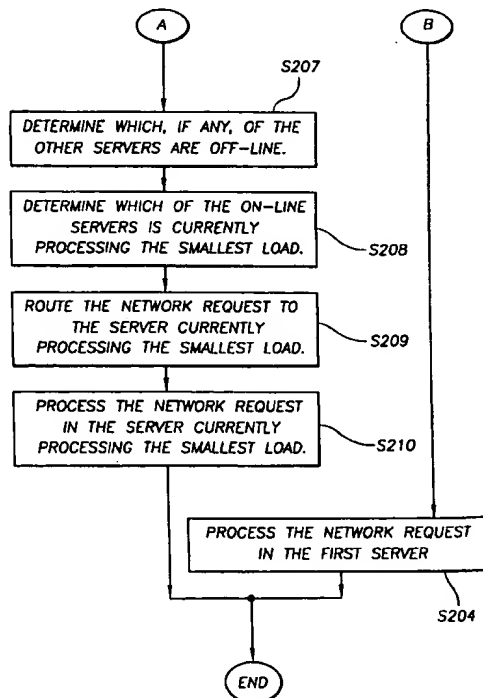 A
B
S207
DETERMINE WHICH, IF ANY, OF THE
OTHER SERVERS ARE OFF-LINE.
DETERMINE WHICH OF THE ON-LINE
SERVERS IS CURRENTLY
PROCESSING THE SMALLEST LOAD.
S208
ROUTE THE NETWORK REQUEST TO
THE SERVER CURRENTLY
PROCESSING THE SMALLEST LOAD.
S209
PROCESS THE NETWORK REQUEST
IN THE SERVER CURRENTLY
PROCESSING THE SMALLEST LOAD.
S210
PROCESS THE NETWORK REQUEST
IN THE FIRST SERVER
S204
END